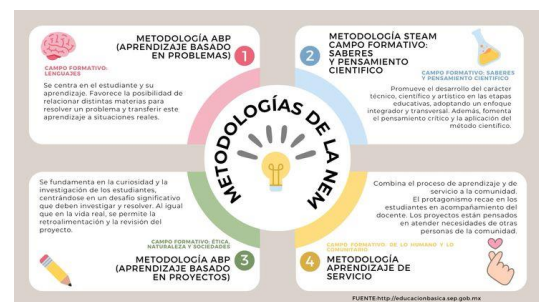 METODOLOGÍA ABP
(APRENDIZAJE BASADO
EN PROBLEMAS)
1
CAMPO FORMATIVO:
LENGUAJES
Se centra en el estudiante y su
aprendizaje. Favorece la posibilidad de
relacionar distintas materias para
resolver un problema y transferir este
aprendizaje a situaciones reales.
2
METODOLOGÍA STEAM
CAMPO FORMATIVO:
SABERES
Y PENSAMIENTO
CIENTIFICO
CAMPO FORMATIVO: SABERES
Y PENSAMIENTO CIENTIFICO
Promueve el desarrollo del carácter
técnico, científico y artístico en las etapas
educativas, adoptando un enfoque
integrador y transversal. Además, fomenta
el pensamiento crítico y la aplicación del
método científico.
METODOLOGÍAS DE LA NEM
Se fundamenta en la curiosidad y la
investigación de los estudiantes,
centrándose en un desafío significativo
que deben investigar y resolver. Al igual
que en la vida real, se permite la
retroalimentación y la revisión del
proyecto.
CAMPO FORMATIVO: ÉTICA,
NATURALEZA Y SOCIEDADES
METODOLOGÍA ABP
(APRENDIZAJE BASADO
EN PROYECTOS)
3
Combina el proceso de aprendizaje y de
servicio a la comunidad.
El protagonismo recae en los
estudiantes en acompañamiento del
docente. Los proyectos están pensados
en atender necesidades de otras
personas de la comunidad.
CAMPO FORMATIVO: DE LO HUMANO Y LO
COMUNITARIO
4
METODOLOGÍA
APRENDIZAJE DE
SERVICIO
FUENTE:http://educacionbasica.sep.gob.mx